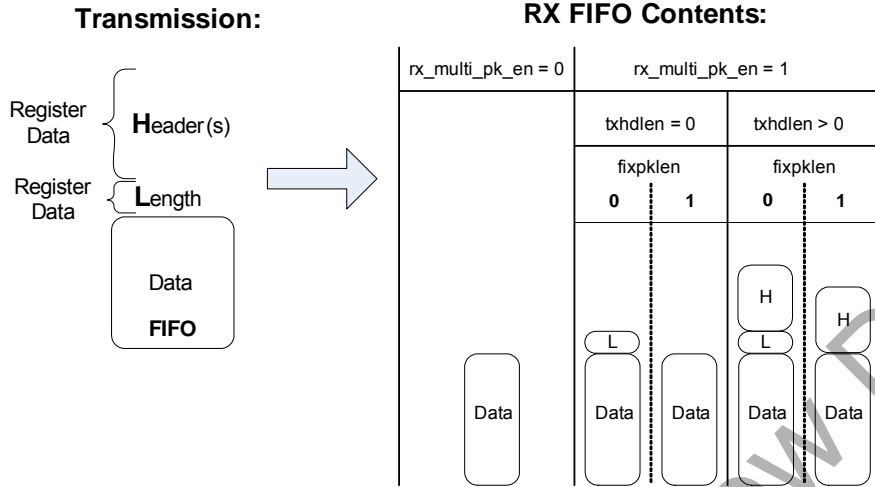 Transmission:
RX FIFO Contents:
Register
Data
Header(s)
Register
Data
Length
Data
FIFO
rx_multi_pk_en = 0
rx_multi_pk_en = 1
txhdlen = 0
txhdlen > 0
fixpklen
fixpklen
0
1
0
1
H
H
L
L
Data
Data
Data
Data
Data